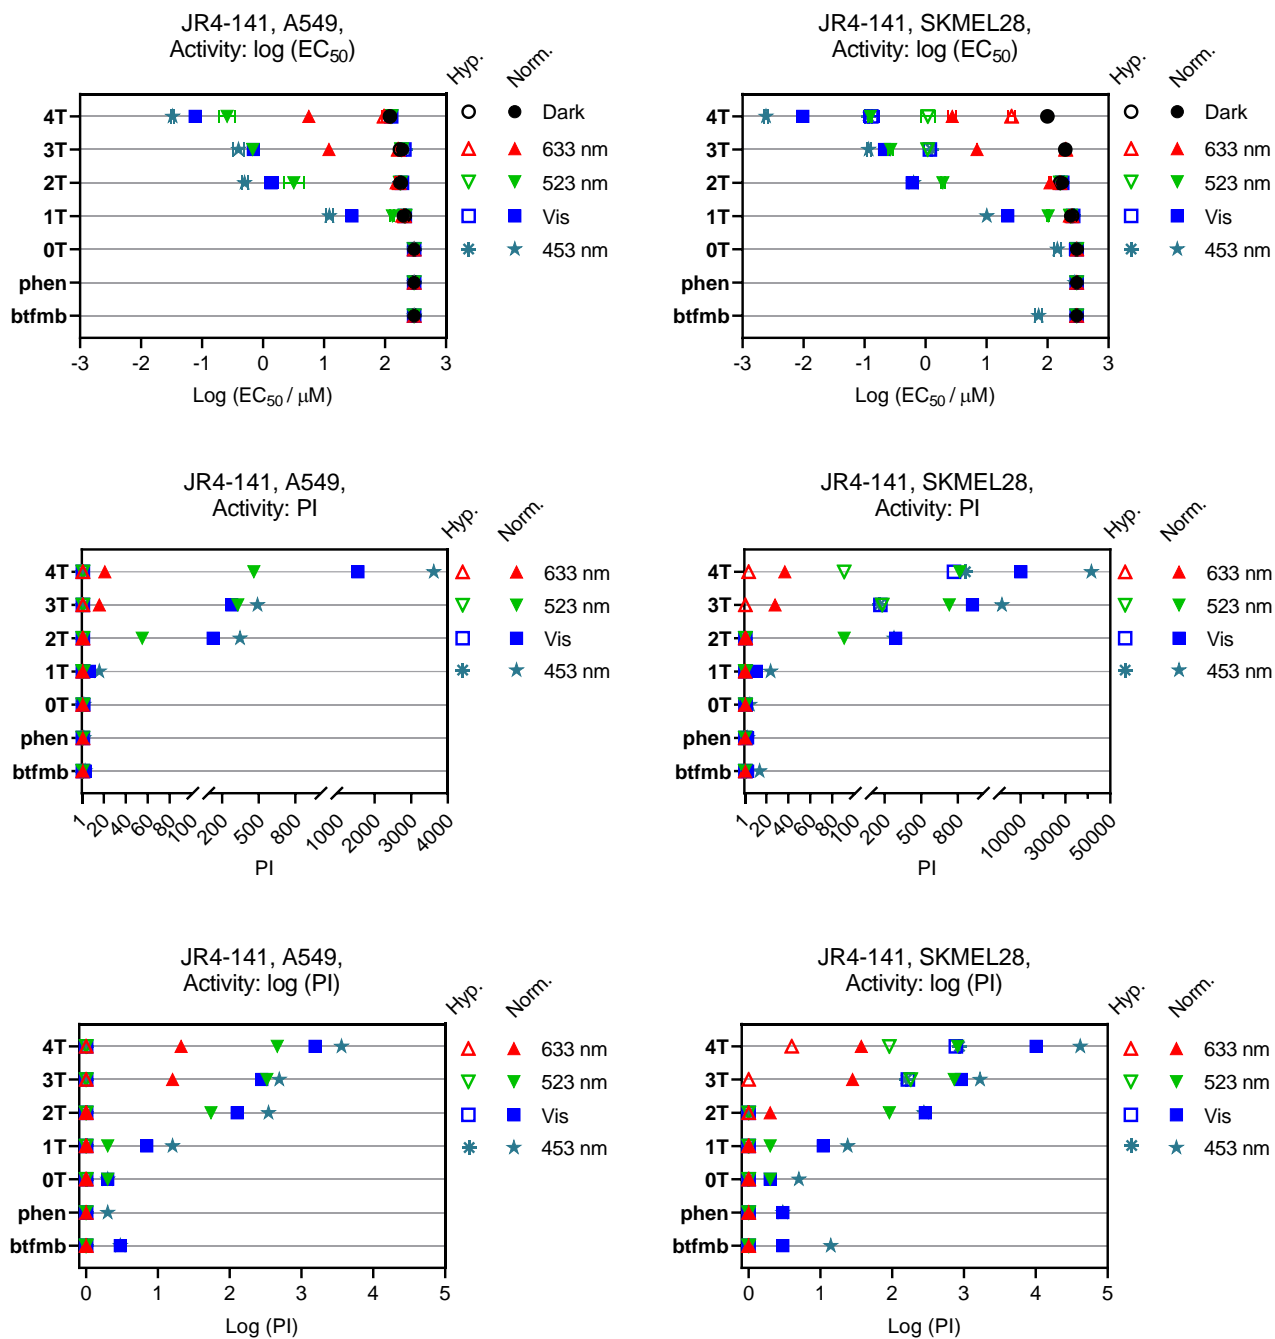 JR4-141, A549,
Activity: log (EC50)
Hyp. Norm.
4T
3T
2T
1T
0T
phen
btfmb
Dark
633 nm
523 nm
Vis
453 nm
-3 -2 -1 0 1 2 3
Log (EC50 / μM)
JR4-141, SKMEL28,
Activity: log (EC50)
Hyp. Norm.
4T
3T
2T
1T
0T
phen
btfmb
Dark
633 nm
523 nm
Vis
453 nm
-3 -2 -1 0 1 2 3
Log (EC50 / μM)
JR4-141, A549,
Activity: PI
Hyp. Norm.
4T
3T
2T
1T
0T
phen
btfmb
633 nm
523 nm
Vis
453 nm
1 20 40 60 80 100 200 500 800 1000 2000 3000 4000
PI
JR4-141, SKMEL28,
Activity: PI
Hyp. Norm.
4T
3T
2T
1T
0T
phen
btfmb
633 nm
523 nm
Vis
453 nm
1 20 40 60 80 100 200 500 800 10000 30000 50000
PI
JR4-141, A549,
Activity: log (PI)
Hyp. Norm.
4T
3T
2T
1T
0T
phen
btfmb
633 nm
523 nm
Vis
453 nm
0 1 2 3 4 5
Log (PI)
JR4-141, SKMEL28,
Activity: log (PI)
Hyp. Norm.
4T
3T
2T
1T
0T
phen
btfmb
633 nm
523 nm
Vis
453 nm
0 1 2 3 4 5
Log (PI)